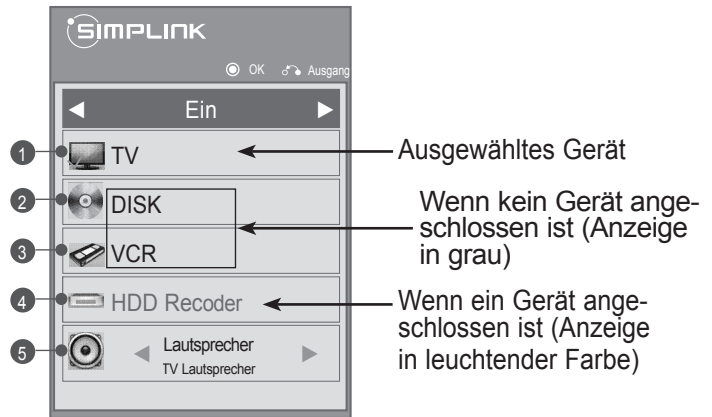 SIMPLINK
OK Ausgang
Ein
1 TV
2 DISK
3 VCR
4 HDD Recoder
5 Lautsprecher
TV Lautsprecher
Ausgewähltes Gerät
Wenn kein Gerät ange-
schlossen ist (Anzeige
in grau)
Wenn ein Gerät ange-
schlossen ist (Anzeige
in leuchtender Farbe)